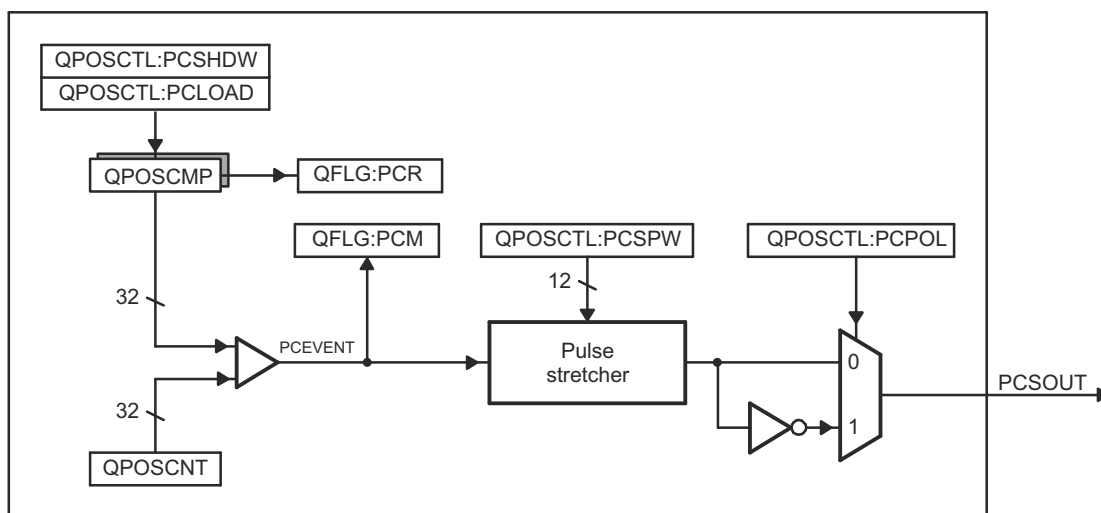 QPOSCTL:PCSHDW
QPOSCTL:PCLOAD
QPOSCMP
QFLG:PCR
QFLG:PCM
QPOSCTL:PCSPW
QPOSCTL:PCPOL
32
12
PCEVENT
Pulse
stretcher
0
1
PCSOUT
32
QPOSCNT